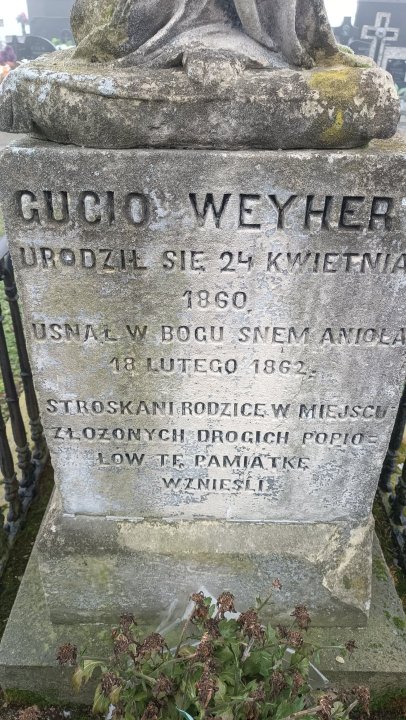 GUCIO WEYHER
URODZIŁ SIĘ 24 KWIETNIA
1860.
USNĄŁ W BOGU SNEM ANIOŁA
18 LUTEGO 1862.
STROSKANI RODZICE W MIEJSCU
ZŁOŻONYCH DROGICH POPIO-
ŁOW TĘ PAMIĄTKĘ
WZNIEŚLI.